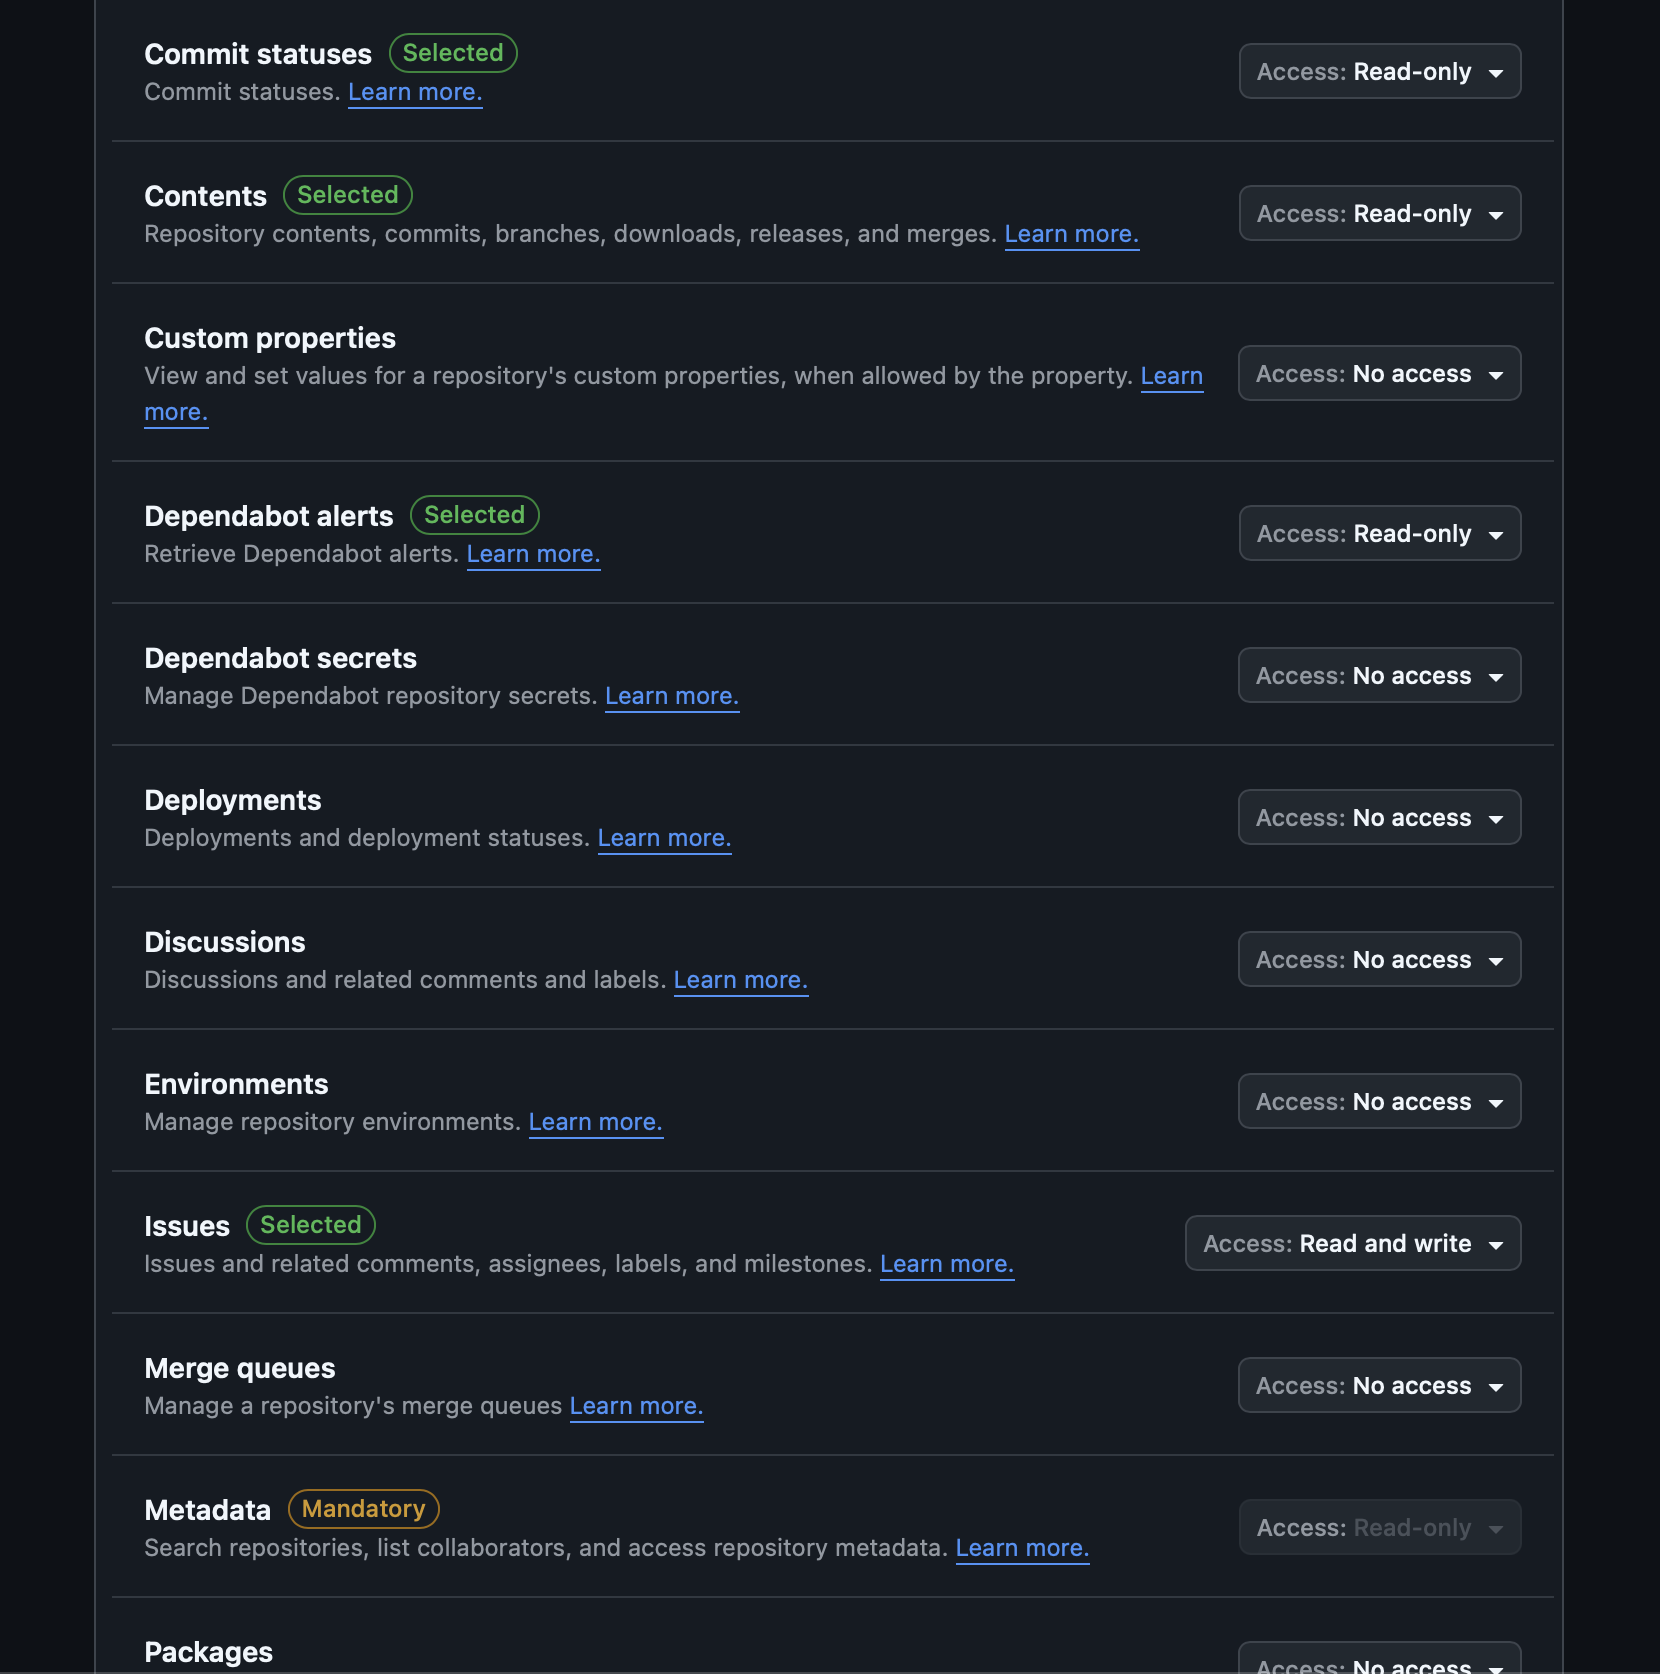 Commit statuses Selected
Commit statuses. Learn more.
Access: Read-only
Contents Selected
Repository contents, commits, branches, downloads, releases, and merges. Learn more.
Access: Read-only
Custom properties
View and set values for a repository's custom properties, when allowed by the property. Learn
more.
Access: No access
Dependabot alerts Selected
Retrieve Dependabot alerts. Learn more.
Access: Read-only
Dependabot secrets
Manage Dependabot repository secrets. Learn more.
Access: No access
Deployments
Deployments and deployment statuses. Learn more.
Access: No access
Discussions
Discussions and related comments and labels. Learn more.
Access: No access
Environments
Manage repository environments. Learn more.
Access: No access
Issues Selected
Issues and related comments, assignees, labels, and milestones. Learn more.
Access: Read and write
Merge queues
Manage a repository's merge queues Learn more.
Access: No access
Metadata Mandatory
Search repositories, list collaborators, and access repository metadata. Learn more.
Access: Read-only
Packages
Access: No access